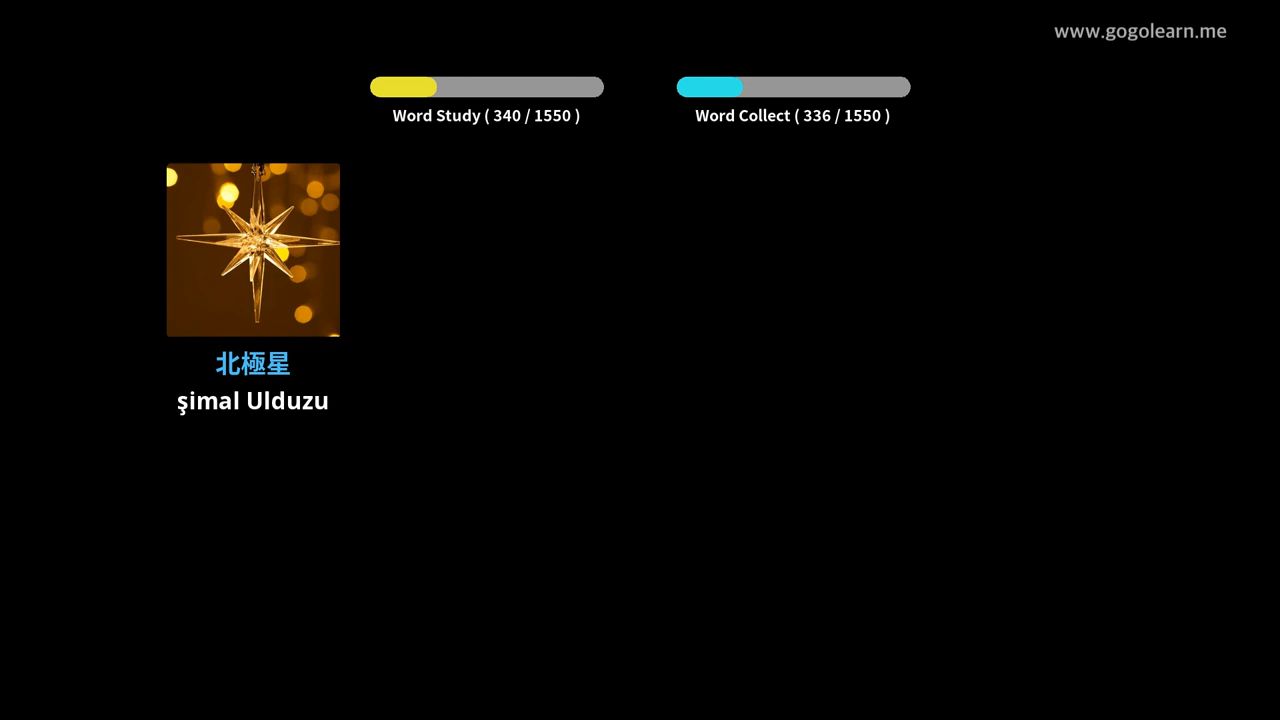 www.gogolearn.me
Word Study ( 340 / 1550 )
Word Collect ( 336 / 1550 )
北極星
şimal Ulduzu